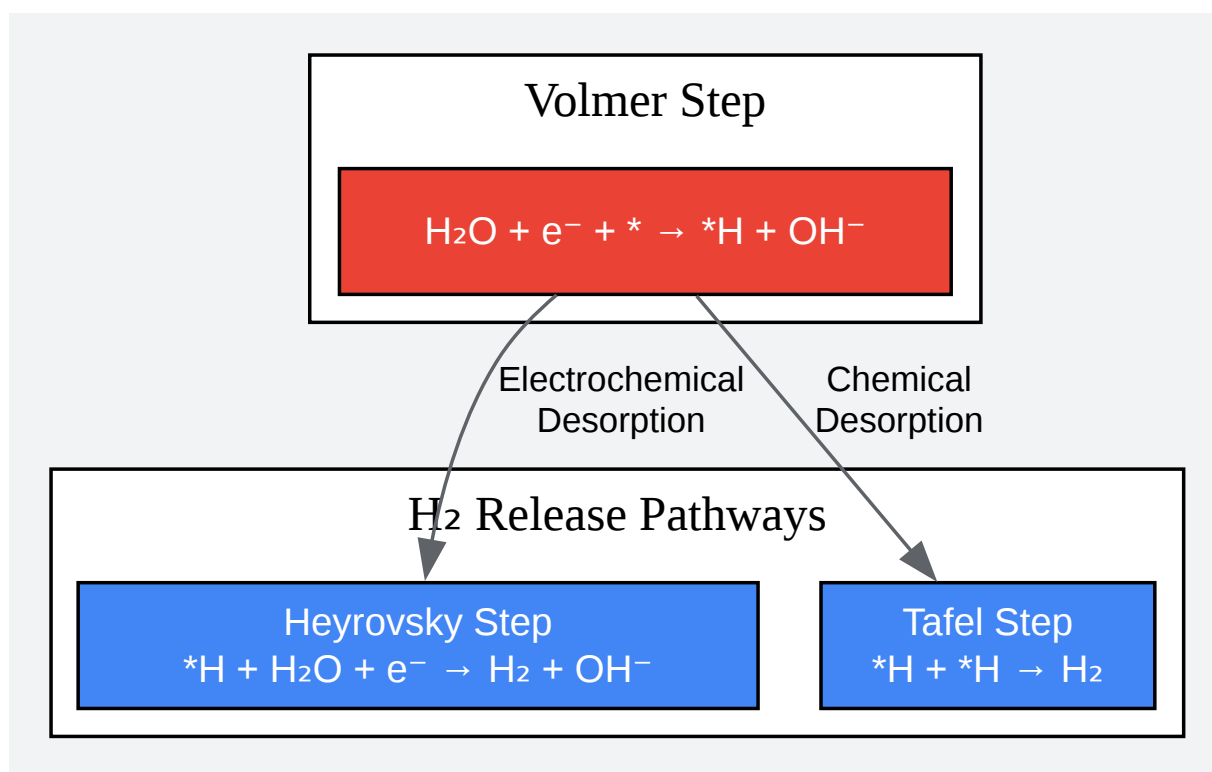 Volmer Step
H₂O + e⁻ + * → *H + OH⁻
Electrochemical
Desorption
Chemical
Desorption
H₂ Release Pathways
Heyrovsky Step
*H + H₂O + e⁻ → H₂ + OH⁻
Tafel Step
*H + *H → H₂